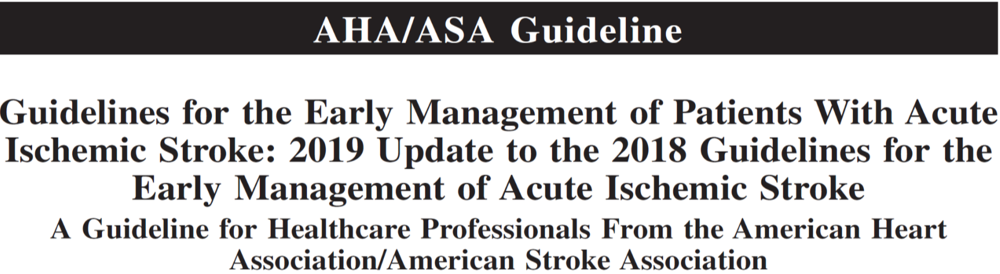 AHA/ASA Guideline
Guidelines for the Early Management of Patients With Acute
Ischemic Stroke: 2019 Update to the 2018 Guidelines for the
Early Management of Acute Ischemic Stroke
A Guideline for Healthcare Professionals From the American Heart
Association/American Stroke Association